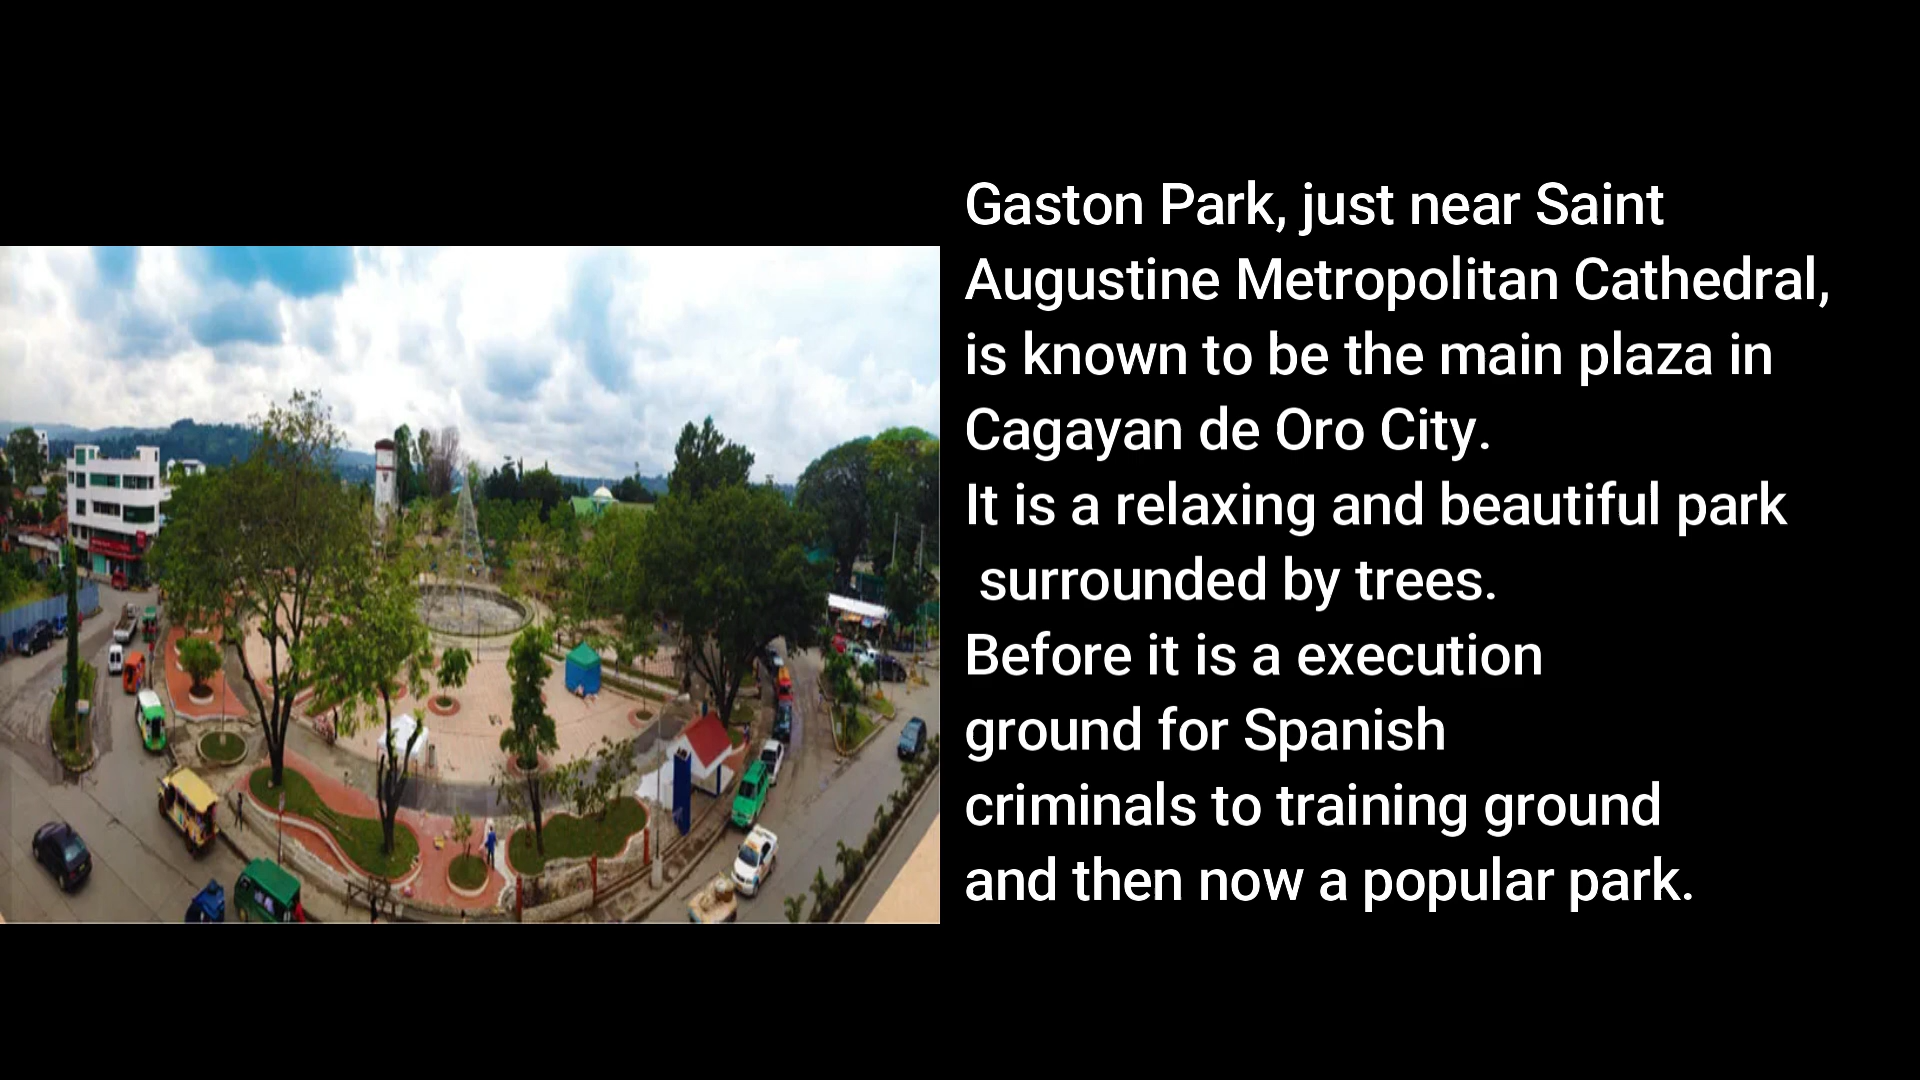 Gaston Park, just near Saint
Augustine Metropolitan Cathedral,
is known to be the main plaza in
Cagayan de Oro City.
It is a relaxing and beautiful park
surrounded by trees.
Before it is a execution
ground for Spanish
criminals to training ground
and then now a popular park.